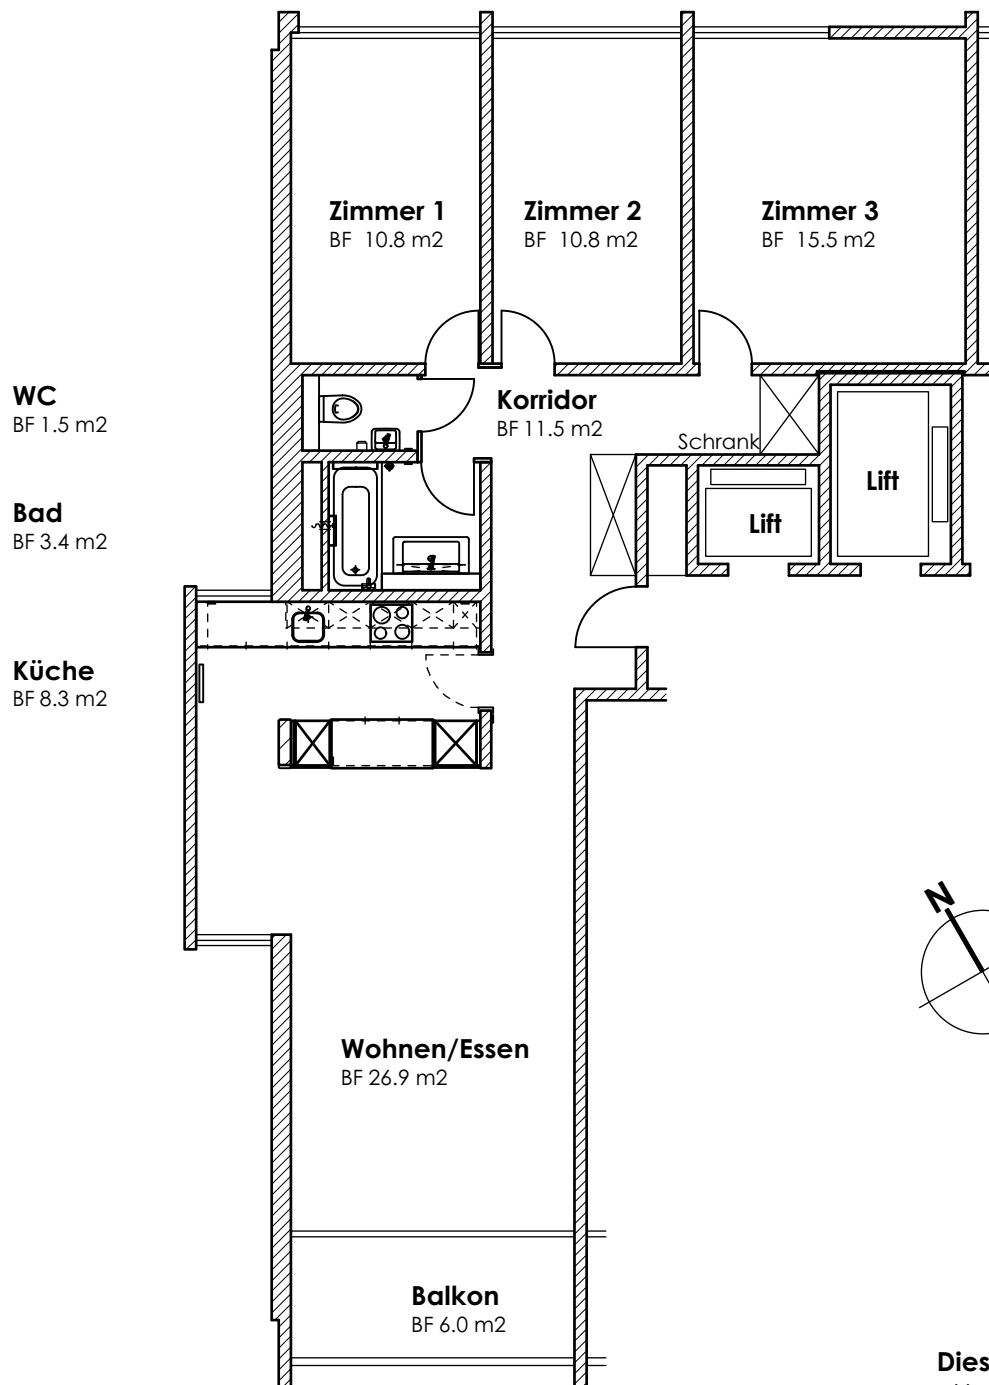 Zimmer 1
BF 10.8 m2
Zimmer 2
BF 10.8 m2
Zimmer 3
BF 15.5 m2
WC
BF 1.5 m2
Korridor
BF 11.5 m2
Schrank
Lift
Lift
Bad
BF 3.4 m2
Küche
BF 8.3 m2
N
Wohnen/Essen
BF 26.9 m2
Balkon
BF 6.0 m2
Dies